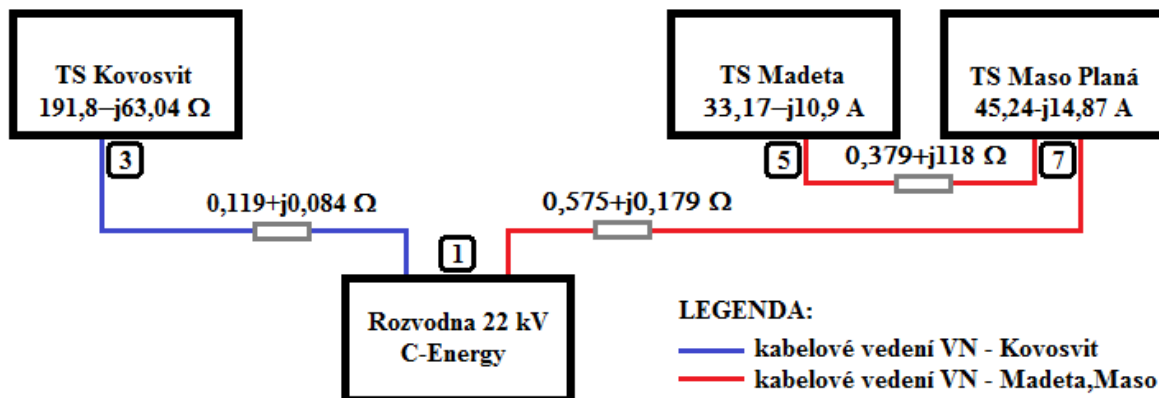 TS Kovosvit
191,8–j63,04 Ω
TS Madeta
33,17–j10,9 A
TS Maso Planá
45,24-j14,87 A
3
5
0,379+j118 Ω
7
0,119+j0,084 Ω
0,575+j0,179 Ω
1
Rozvodna 22 kV
C-Energy
LEGENDA:
kabelové vedení VN - Kovosvit
kabelové vedení VN - Madeta,Maso